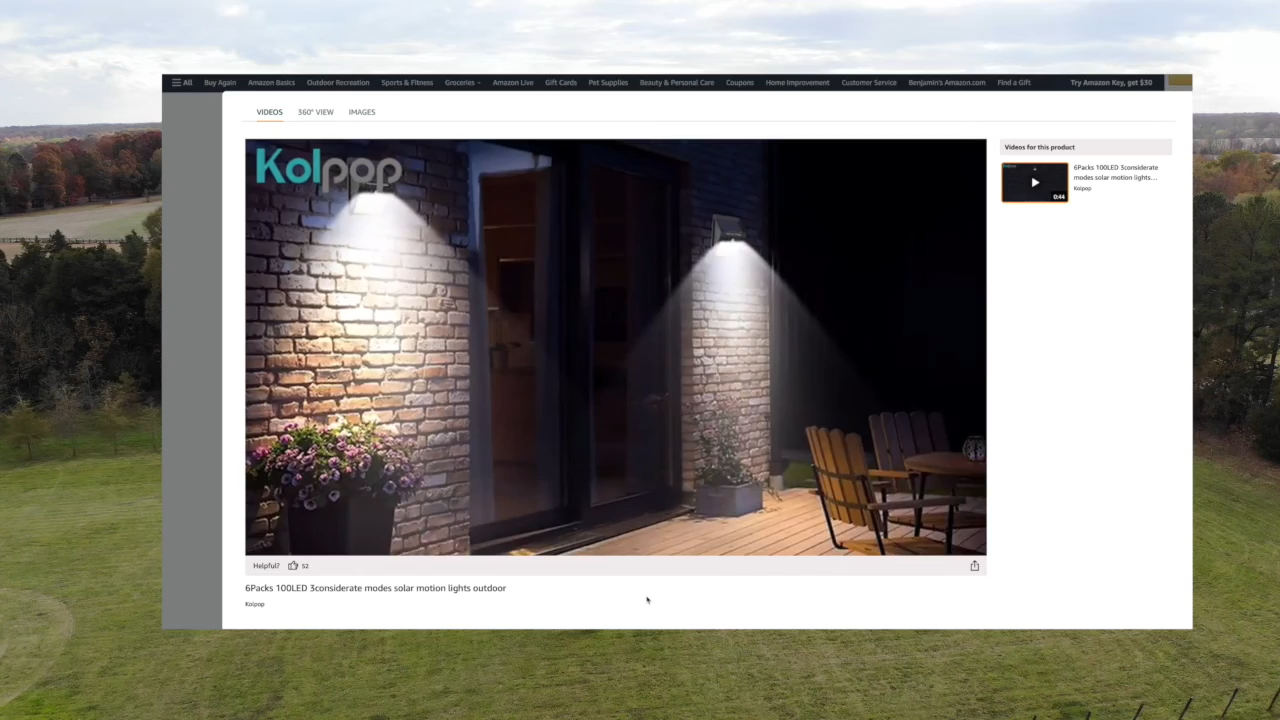 All Buy Again Amazon Basics Outdoor Recreation Sports & Fitness Groceries Amazon Live Gift Cards Pet Supplies Beauty & Personal Care Coupons Home Improvement Customer Service Benjamin's Amazon.com Find a Gift Try Amazon Key, get $30
VIDEOS 360° VIEW IMAGES
Kolppp
Videos for this product
6Packs 100LED 3considerate
modes solar motion lights...
Kolpop
0:44
Helpful? 52
6Packs 100LED 3considerate modes solar motion lights outdoor
Kolpop